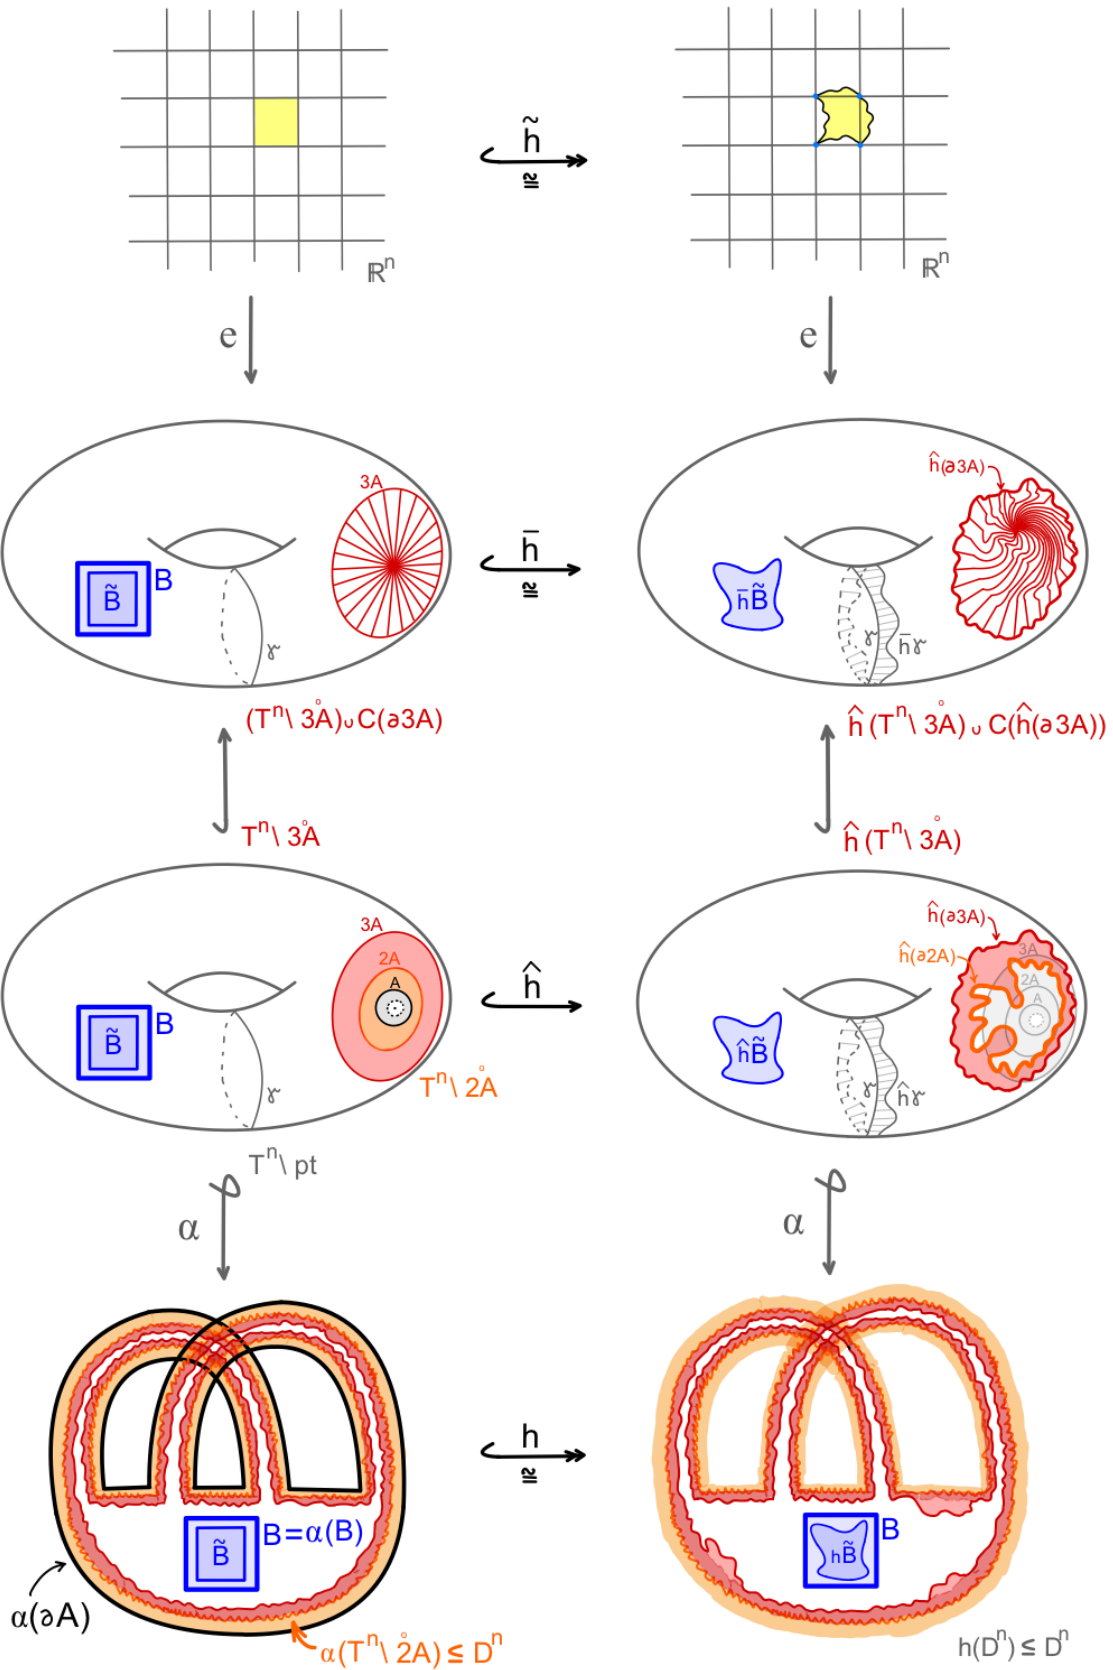 h̃
≅
ℝⁿ
ℝⁿ
e
e
3A
B
B̃
γ
h̄
≅
ĥ(∂3A)
h̄B̃
γ
h̄γ
(Tⁿ\ 3Å)∪C(∂3A)
ĥ(Tⁿ\ 3Å)∪C(ĥ(∂3A))
Tⁿ\ 3Å
ĥ(Tⁿ\ 3Å)
3A
2A
A
B
B̃
γ
Tⁿ\ 2Å
Tⁿ\ pt
ĥ
ĥ(∂3A)
ĥ(∂2A)
3A
2A
A
ĥB̃
γ
ĥγ
α
α
h
≅
B̃
B=α(B)
α(∂A)
α(Tⁿ\ 2Å)≤Dⁿ
B
hB̃
h(Dⁿ)≤Dⁿ